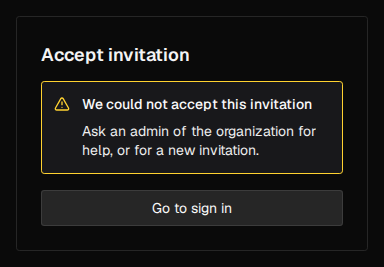 Accept invitation
We could not accept this invitation
Ask an admin of the organization for
help, or for a new invitation.
Go to sign in